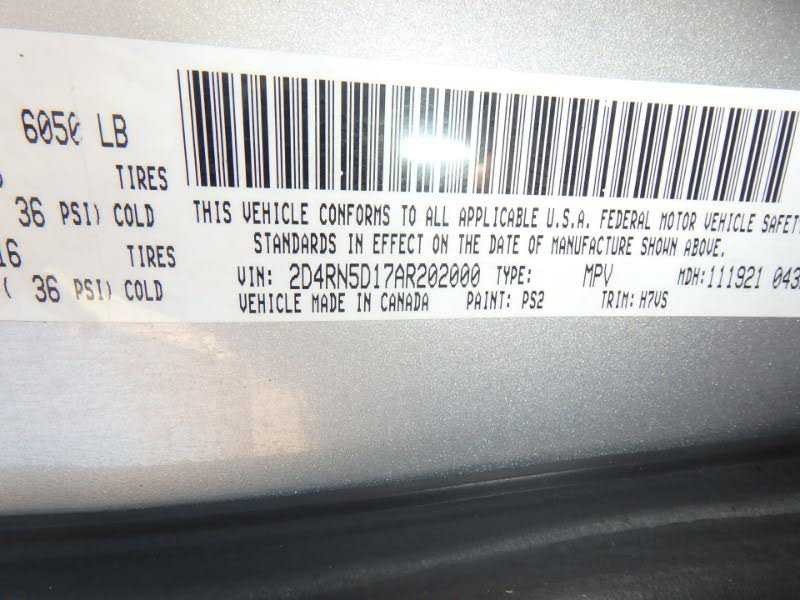 6050 LB
TIRES
36 PSI) COLD
THIS VEHICLE CONFORMS TO ALL APPLICABLE U.S.A. FEDERAL MOTOR VEHICLE SAFETY
16 TIRES
STANDARDS IN EFFECT ON THE DATE OF MANUFACTURE SHOWN ABOVE.
( 36 PSI) COLD
VIN: 2D4RN5D17AR202000 TYPE: MPV MDH:111921 043
VEHICLE MADE IN CANADA PAINT: PS2 TRIM: H7VS